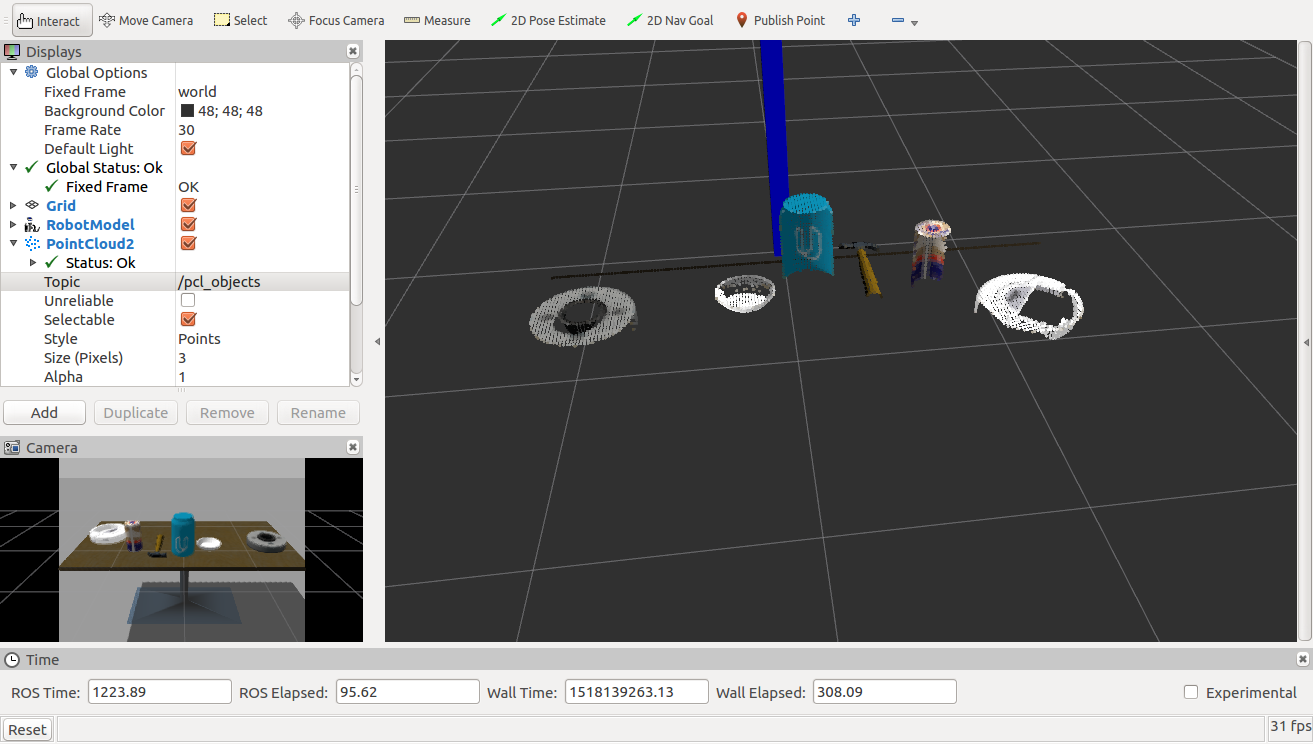 Interact Move Camera Select Focus Camera Measure 2D Pose Estimate 2D Nav Goal Publish Point
Displays
Global Options
Fixed Frame world
Background Color 48; 48; 48
Frame Rate 30
Default Light
Global Status: Ok
Fixed Frame OK
Grid
RobotModel
PointCloud2
Status: Ok
Topic /pcl_objects
Unreliable
Selectable
Style Points
Size (Pixels) 3
Alpha 1
Add Duplicate Remove Rename
Camera
Time
ROS Time: 1223.89 ROS Elapsed: 95.62 Wall Time: 1518139263.13 Wall Elapsed: 308.09 Experimental
Reset 31 fps